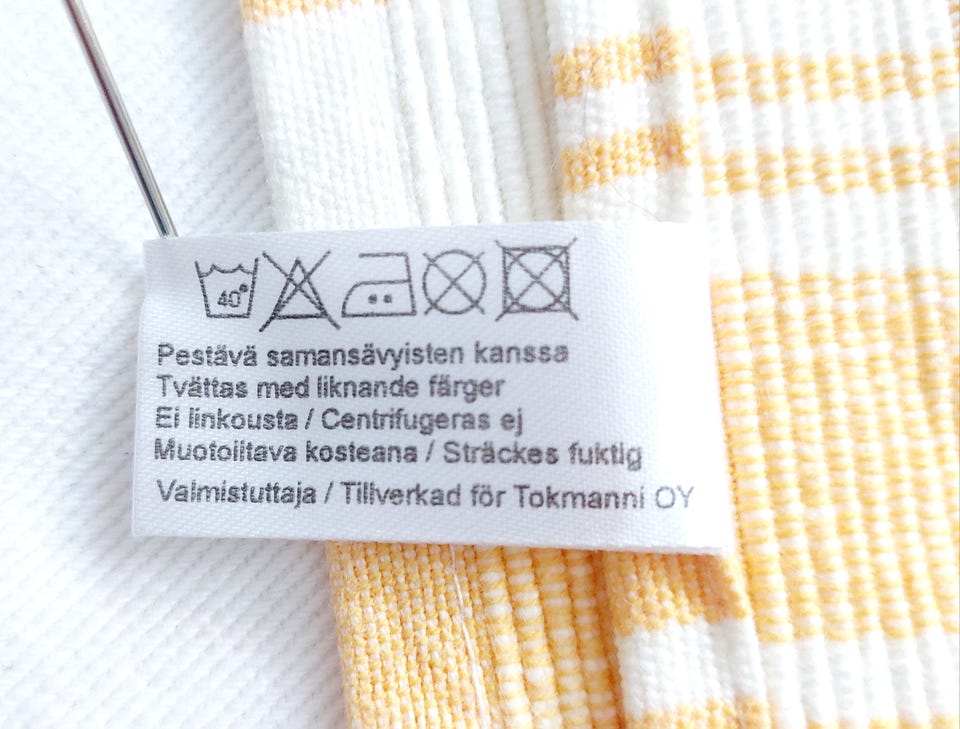 40°
Pestävä samansävyisten kanssa
Tvättas med liknande färger
Ei linkousta / Centrifugeras ej
Muotoiltava kosteana / Sträckes fuktig
Valmistuttaja / Tillverkad för Tokmanni OY